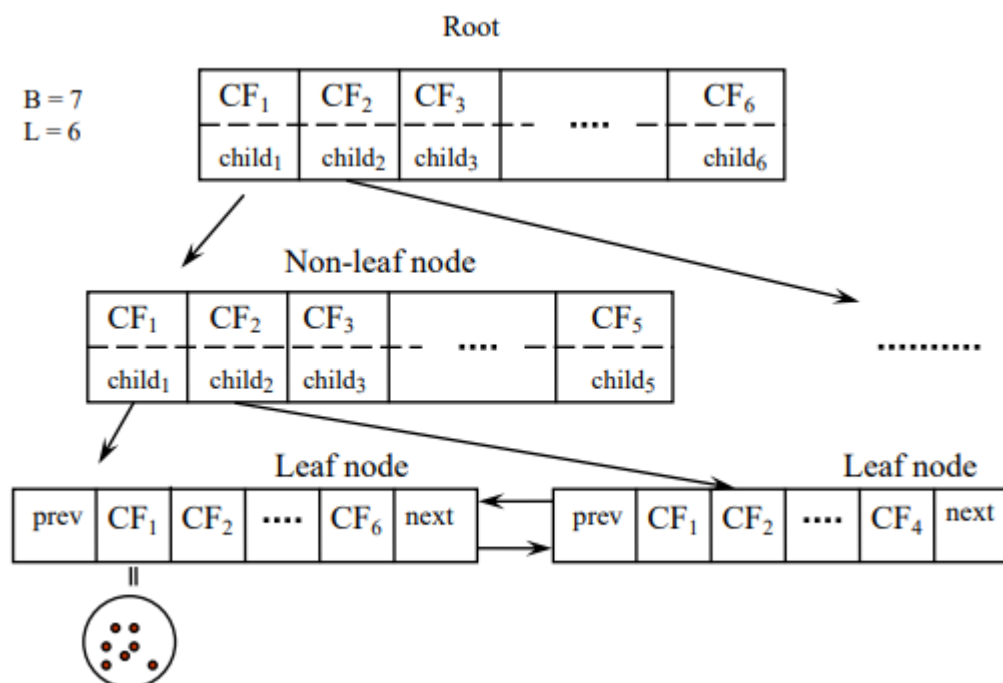 Root
B = 7
L = 6
CF₁ CF₂ CF₃ .... CF₆
child₁ child₂ child₃ child₆
Non-leaf node
CF₁ CF₂ CF₃ .... CF₅
child₁ child₂ child₃ child₅
..........
Leaf node Leaf node
prev CF₁ CF₂ .... CF₆ next prev CF₁ CF₂ .... CF₄ next